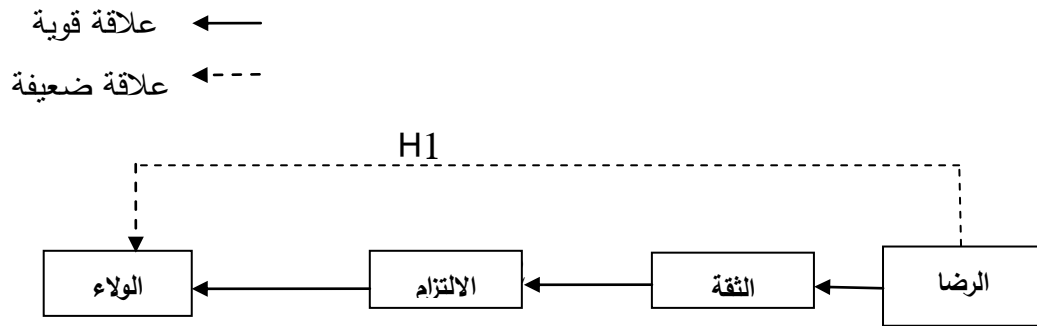 علاقة قوية
علاقة ضعيفة
H1
الرضا
الثقة
الالتزام
الولاء